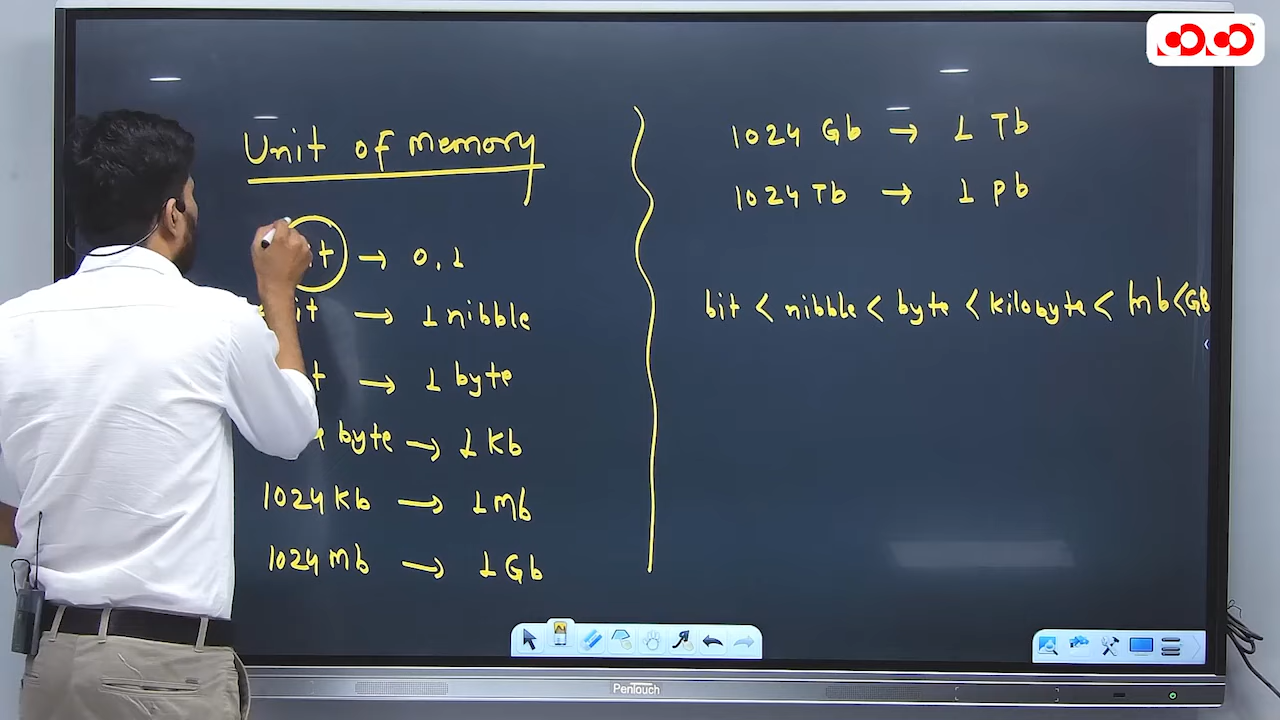 Unit of memory
→ 0, 1
bit → 1 nibble
→ 1 byte
byte → 1 Kb
1024 Kb → 1 mb
1024 mb → 1 Gb
1024 Gb → 1 Tb
1024 Tb → 1 pb
bit < nibble < byte < kilobyte < mb < GB
PenTouch